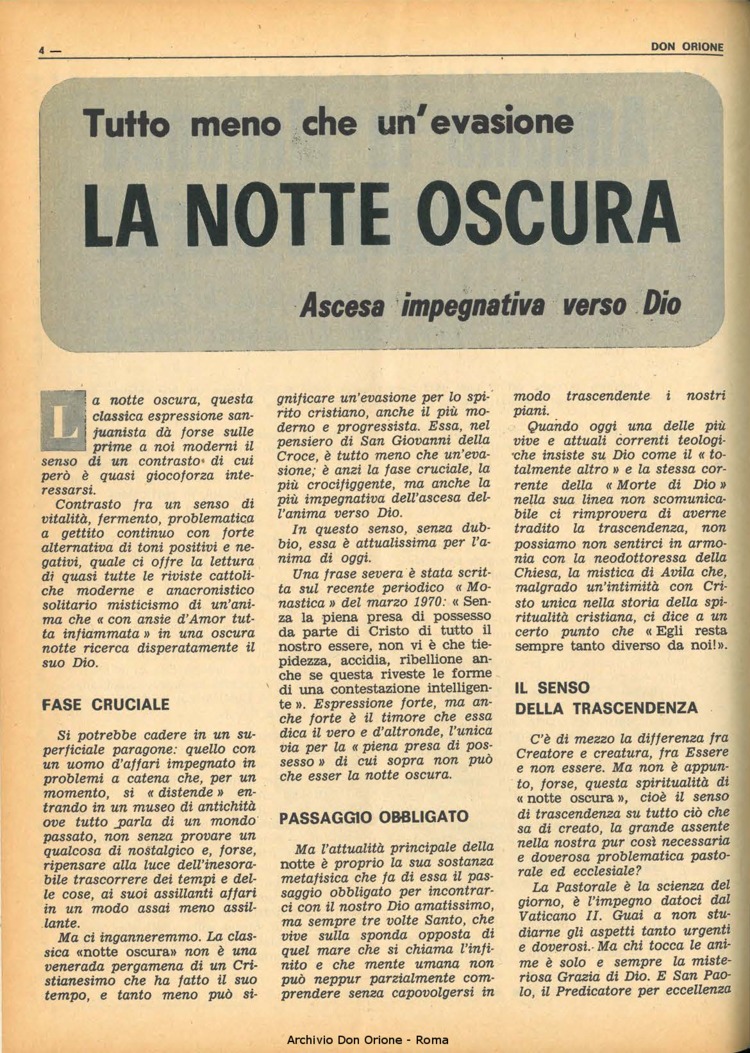 4 —
DON ORIONE
Tutto meno che un'evasione
LA NOTTE OSCURA
Ascesa impegnativa verso Dio
La notte oscura, questa
classica espressione san-
juanista dà forse sulle
prime a noi moderni il
senso di un contrasto di cui
però è quasi giocoforza inte-
ressarsi.
Contrasto fra un senso di
vitalità, fermento, problematica
a gettito continuo con forte
alternativa di toni positivi e ne-
gativi, quale ci offre la lettura
di quasi tutte le riviste cattoli-
che moderne e anacronistico
solitario misticismo di un'ani-
ma che « con ansie d'Amor tut-
ta infiammata » in una oscura
notte ricerca disperatamente il
suo Dio.
FASE CRUCIALE
Si potrebbe cadere in un su-
perficiale paragone: quello con
un uomo d'affari impegnato in
problemi a catena che, per un
momento, si « distende » en-
trando in un museo di antichità
ove tutto parla di un mondo
passato, non senza provare un
qualcosa di nostalgico e, forse,
ripensare alla luce dell'inesora-
bile trascorrere dei tempi e del-
le cose, ai suoi assillanti affari
in un modo assai meno assil-
lante.
Ma ci inganneremmo. La clas-
sica «notte oscura» non è una
venerada pergamena di un Cri-
stianesimo che ha fatto il suo
tempo, e tanto meno può si-
gnificare un'evasione per lo spi-
rito cristiano, anche il più mo-
derno e progressista. Essa, nel
pensiero di San Giovanni della
Croce, è tutto meno che un'eva-
sione; è anzi la fase cruciale, la
più crocifiggente, ma anche la
più impegnativa dell'ascesa del-
l'anima verso Dio.
In questo senso, senza dub-
bio, essa è attualissima per l'a-
nima di oggi.
Una frase severa è stata scrit-
ta sul recente periodico « Mo-
nastica » del marzo 1970: « Sen-
za la piena presa di possesso
da parte di Cristo di tutto il
nostro essere, non vi è che tie-
pidezza, accidia, ribellione an-
che se questa riveste le forme
di una contestazione intelligen-
te ». Espressione forte, ma an-
che forte è il timore che essa
dica il vero e d'altronde, l'unica
via per la « piena presa di pos-
sesso » di cui sopra non può
che esser la notte oscura.
PASSAGGIO OBBLIGATO
Ma l'attualità principale della
notte è proprio la sua sostanza
metafisica che fa di essa il pas-
saggio obbligato per incontrar-
ci con il nostro Dio amatissimo,
ma sempre tre volte Santo, che
vive sulla sponda opposta di
quel mare che si chiama l'infi-
nito e che mente umana non
può neppur parzialmente com-
prendere senza capovolgersi in
modo trascendente i nostri
piani.
Quando oggi una delle più
vive e attuali correnti teologi-
che insiste su Dio come il « to-
talmente altro » e la stessa cor-
rente della « Morte di Dio »
nella sua linea non scomunica-
bile ci rimprovera di averne
tradito la trascendenza, non
possiamo non sentirci in armo-
nia con la neodottoressa della
Chiesa, la mistica di Avila che,
malgrado un'intimità con Cri-
sto unica nella storia della spi-
ritualità cristiana, ci dice a un
certo punto che « Egli resta
sempre tanto diverso da noi!».
IL SENSO
DELLA TRASCENDENZA
C'è di mezzo la differenza fra
Creatore e creatura, fra Essere
e non essere. Ma non è appun-
to, forse, questa spiritualità di
« notte oscura », cioè il senso
di trascendenza su tutto ciò che
sa di creato, la grande assente
nella nostra pur così necessaria
e doverosa problematica pasto-
rale ed ecclesiale?
La Pastorale è la scienza del
giorno, è l'impegno datoci dal
Vaticano II. Guai a non stu-
diarne gli aspetti tanto urgenti
e doverosi. Ma chi tocca le ani-
me è solo e sempre la miste-
riosa Grazia di Dio. E San Pao-
lo, il Predicatore per eccellenza
Archivio Don Orione - Roma